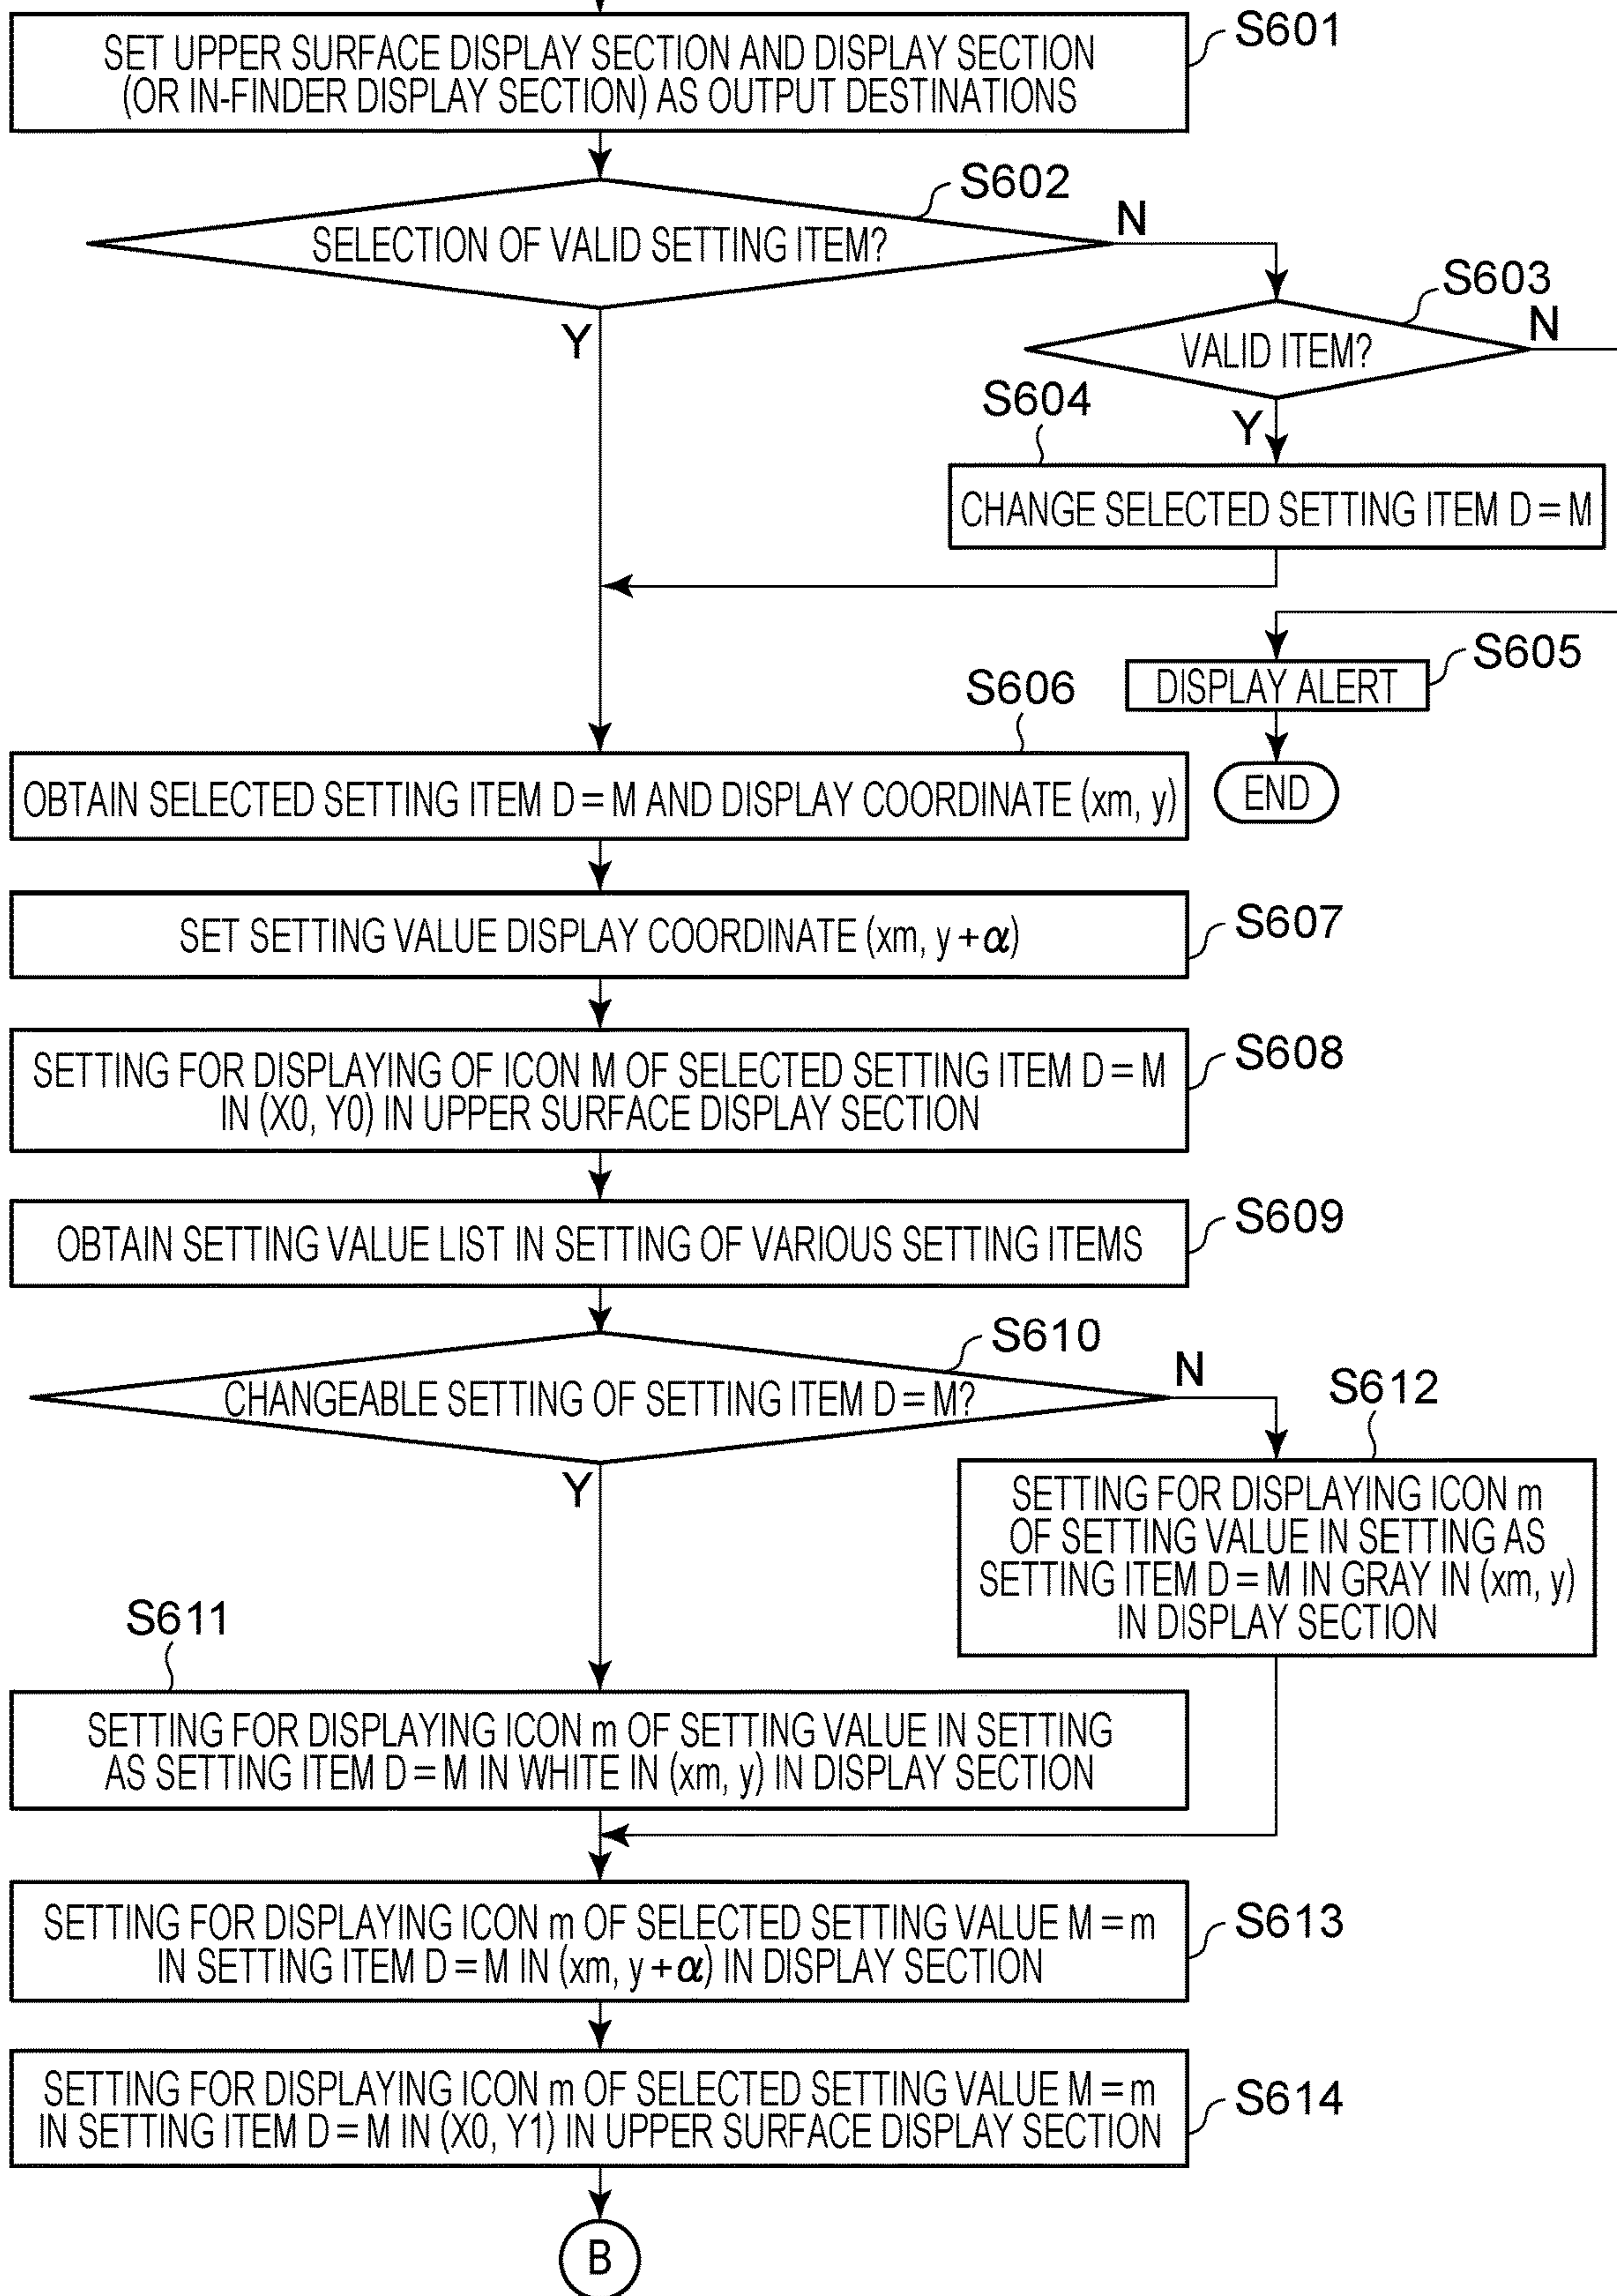 S601
SET UPPER SURFACE DISPLAY SECTION AND DISPLAY SECTION
(OR IN-FINDER DISPLAY SECTION) AS OUTPUT DESTINATIONS
S602
SELECTION OF VALID SETTING ITEM?
N
Y
S603
VALID ITEM?
N
Y
S604
CHANGE SELECTED SETTING ITEM D = M
S605
DISPLAY ALERT
END
S606
OBTAIN SELECTED SETTING ITEM D = M AND DISPLAY COORDINATE (xm, y)
S607
SET SETTING VALUE DISPLAY COORDINATE (xm, y + α)
S608
SETTING FOR DISPLAYING OF ICON M OF SELECTED SETTING ITEM D = M
IN (X0, Y0) IN UPPER SURFACE DISPLAY SECTION
S609
OBTAIN SETTING VALUE LIST IN SETTING OF VARIOUS SETTING ITEMS
S610
CHANGEABLE SETTING OF SETTING ITEM D = M?
N
Y
S612
SETTING FOR DISPLAYING ICON m
OF SETTING VALUE IN SETTING AS
SETTING ITEM D = M IN GRAY IN (xm, y)
IN DISPLAY SECTION
S611
SETTING FOR DISPLAYING ICON m OF SETTING VALUE IN SETTING
AS SETTING ITEM D = M IN WHITE IN (xm, y) IN DISPLAY SECTION
S613
SETTING FOR DISPLAYING ICON m OF SELECTED SETTING VALUE M = m
IN SETTING ITEM D = M IN (xm, y + α) IN DISPLAY SECTION
S614
SETTING FOR DISPLAYING ICON m OF SELECTED SETTING VALUE M = m
IN SETTING ITEM D = M IN (X0, Y1) IN UPPER SURFACE DISPLAY SECTION
B